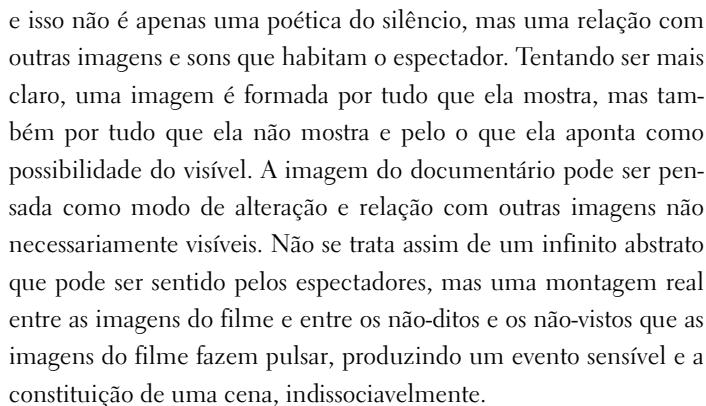 e isso não é apenas uma poética do silêncio, mas uma relação com
outras imagens e sons que habitam o espectador. Tentando ser mais
claro, uma imagem é formada por tudo que ela mostra, mas tam-
bém por tudo que ela não mostra e pelo o que ela aponta como
possibilidade do visível. A imagem do documentário pode ser pen-
sada como modo de alteração e relação com outras imagens não
necessariamente visíveis. Não se trata assim de um infinito abstrato
que pode ser sentido pelos espectadores, mas uma montagem real
entre as imagens do filme e entre os não-ditos e os não-vistos que as
imagens do filme fazem pulsar, produzindo um evento sensível e a
constituição de uma cena, indissociavelmente.